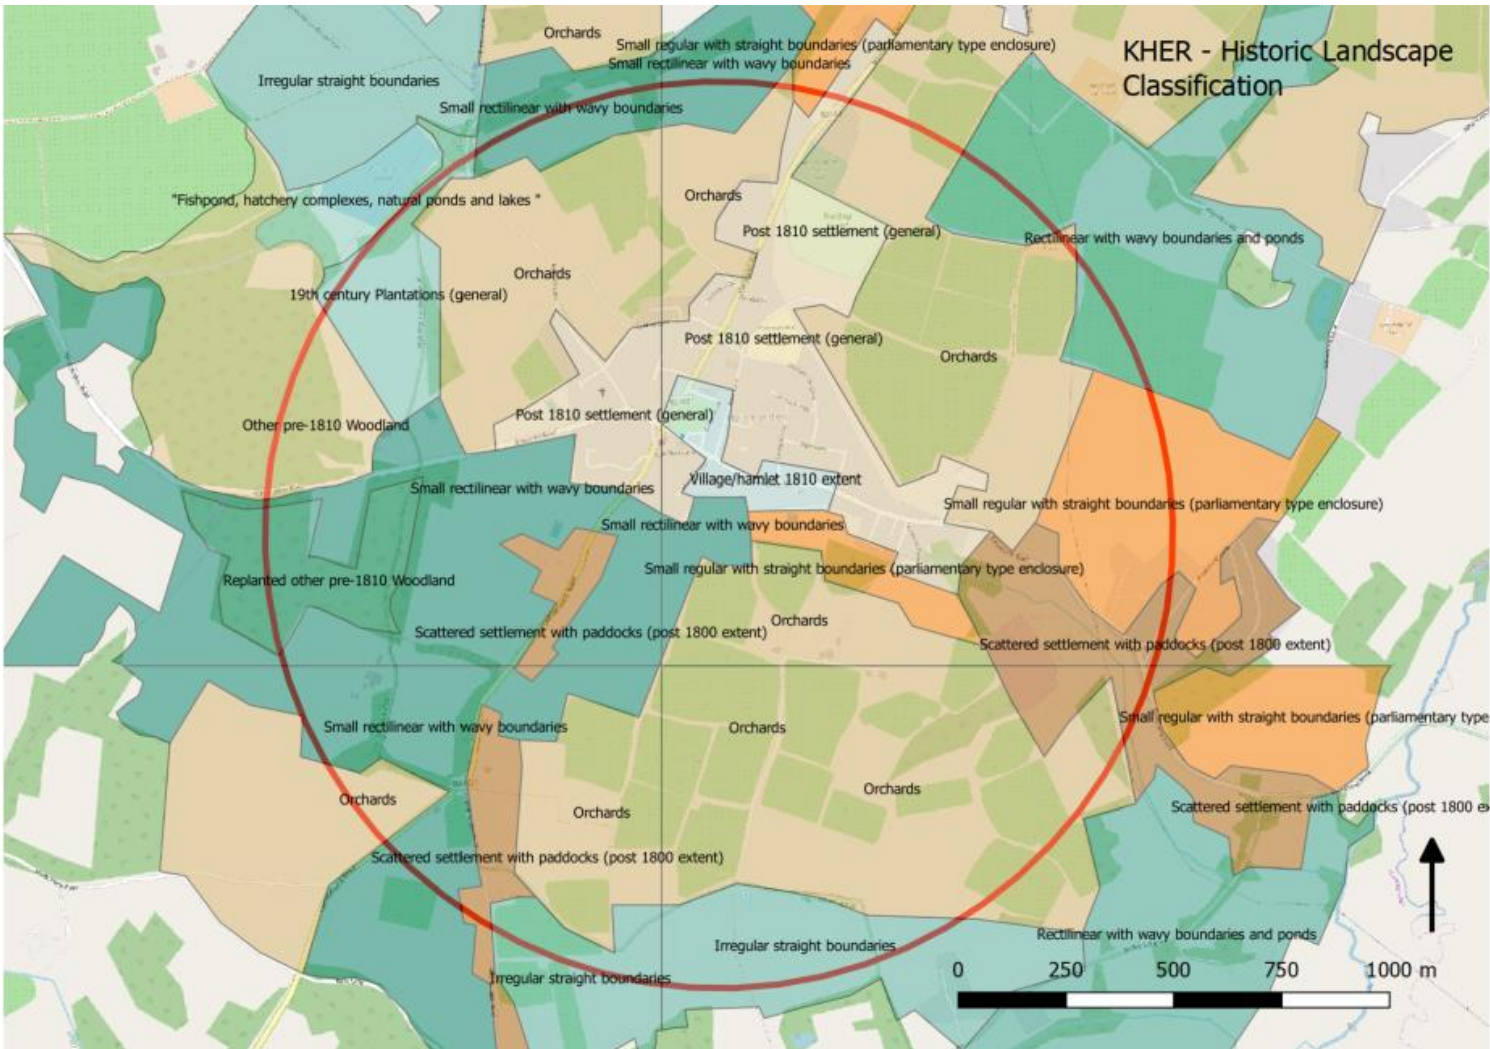 Orchards
Small regular with straight boundaries (parliamentary type enclosure)
KHER - Historic Landscape
Classification
Small rectilinear with wavy boundaries
Irregular straight boundaries
Small rectilinear with wavy boundaries
"Fishpond, hatchery complexes, natural ponds and lakes "
Orchards
Post 1810 settlement (general)
Rectilinear with wavy boundaries and ponds
Orchards
19th century Plantations (general)
Post 1810 settlement (general)
Orchards
Post 1810 settlement (general)
Other pre-1810 Woodland
Village/hamlet 1810 extent
Small rectilinear with wavy boundaries
Small regular with straight boundaries (parliamentary type enclosure)
Small rectilinear with wavy boundaries
Small regular with straight boundaries (parliamentary type enclosure)
Replanted other pre-1810 Woodland
Orchards
Scattered settlement with paddocks (post 1800 extent)
Scattered settlement with paddocks (post 1800 extent)
Small regular with straight boundaries (parliamentary type
Small rectilinear with wavy boundaries
Orchards
Orchards
Orchards
Scattered settlement with paddocks (post 1800 ex
Orchards
Scattered settlement with paddocks (post 1800 extent)
Rectilinear with wavy boundaries and ponds
Irregular straight boundaries
Irregular straight boundaries
0 250 500 750 1000 m